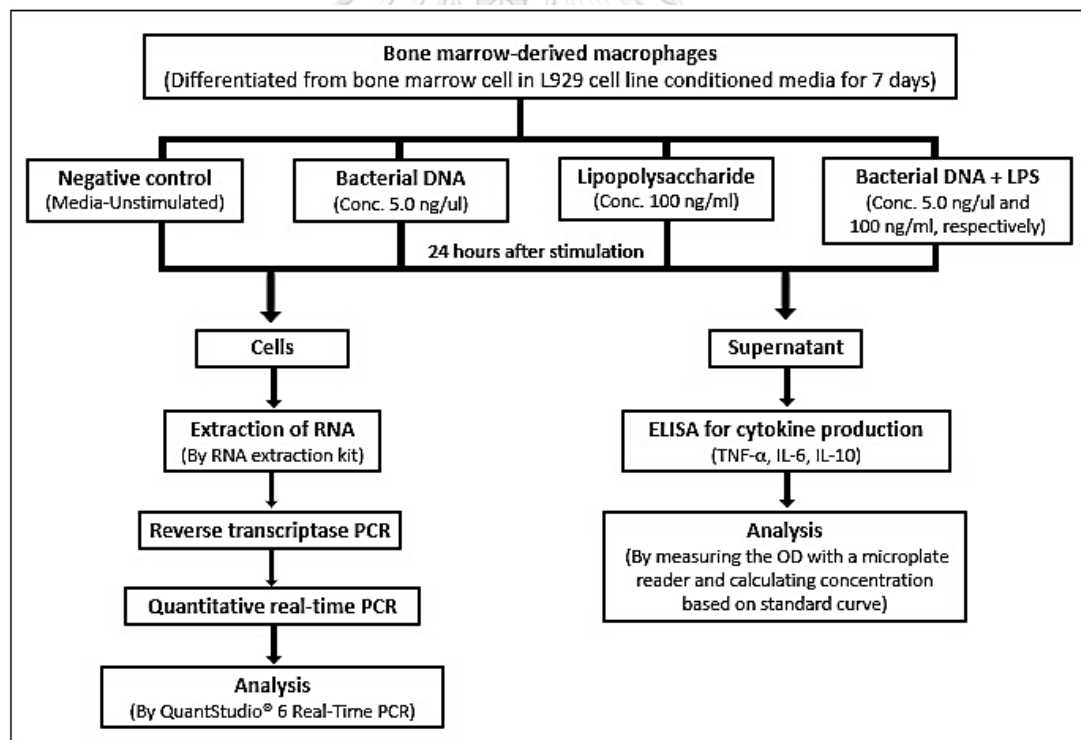 Bone marrow-derived macrophages
(Differentiated from bone marrow cell in L929 cell line conditioned media for 7 days)
Negative control
(Media-Unstimulated)
Bacterial DNA
(Conc. 5.0 ng/ul)
Lipopolysaccharide
(Conc. 100 ng/ml)
Bacterial DNA + LPS
(Conc. 5.0 ng/ul and
100 ng/ml, respectively)
24 hours after stimulation
Cells
Extraction of RNA
(By RNA extraction kit)
Reverse transcriptase PCR
Quantitative real-time PCR
Analysis
(By QuantStudio® 6 Real-Time PCR)
Supernatant
ELISA for cytokine production
(TNF-α, IL-6, IL-10)
Analysis
(By measuring the OD with a microplate
reader and calculating concentration
based on standard curve)